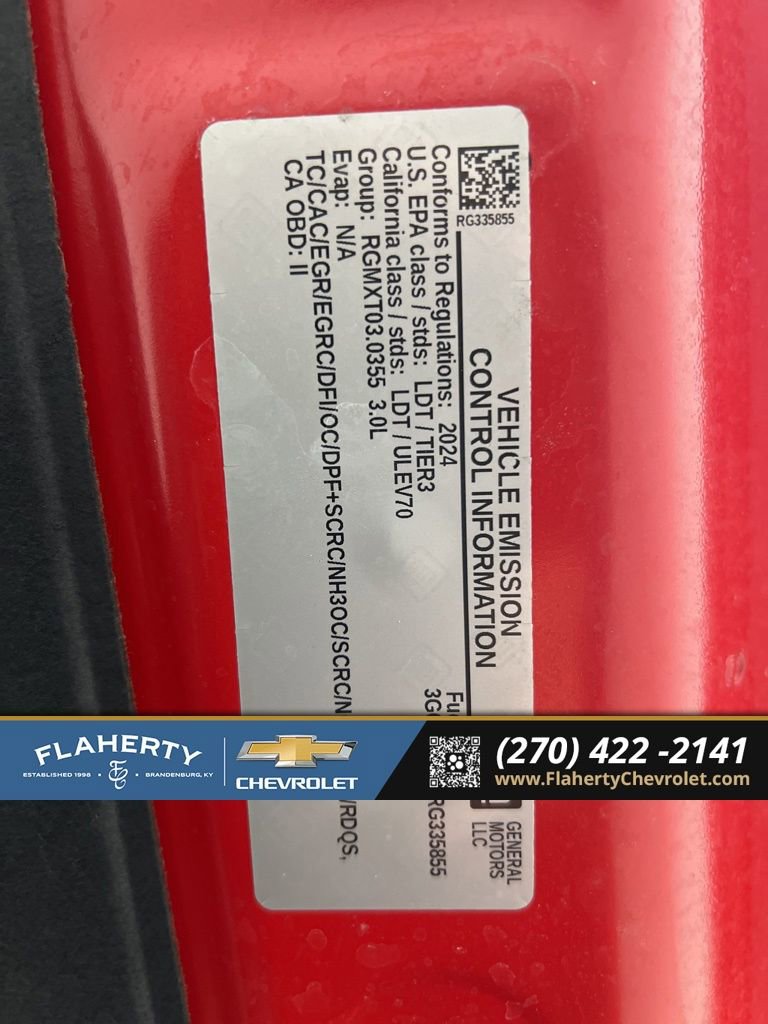 RG335855
VEHICLE EMISSION
CONTROL INFORMATION
Conforms to Regulations: 2024
U.S. EPA class / stds: LDT / TIER3
California class / stds: LDT / ULEV70
Group: RGMXT03.0355 3.0L
Evap: N/A
TC/CAC/EGR/EGRC/DFI/OC/DPF+SCRC/NH3OC/SCRC/N /RDQS,
CA OBD: II
RG335855
GENERAL
MOTORS
LLC
FLAHERTY
ESTABLISHED 1998 • BRANDENBURG, KY
CHEVROLET
(270) 422 -2141
www.FlahertyChevrolet.com